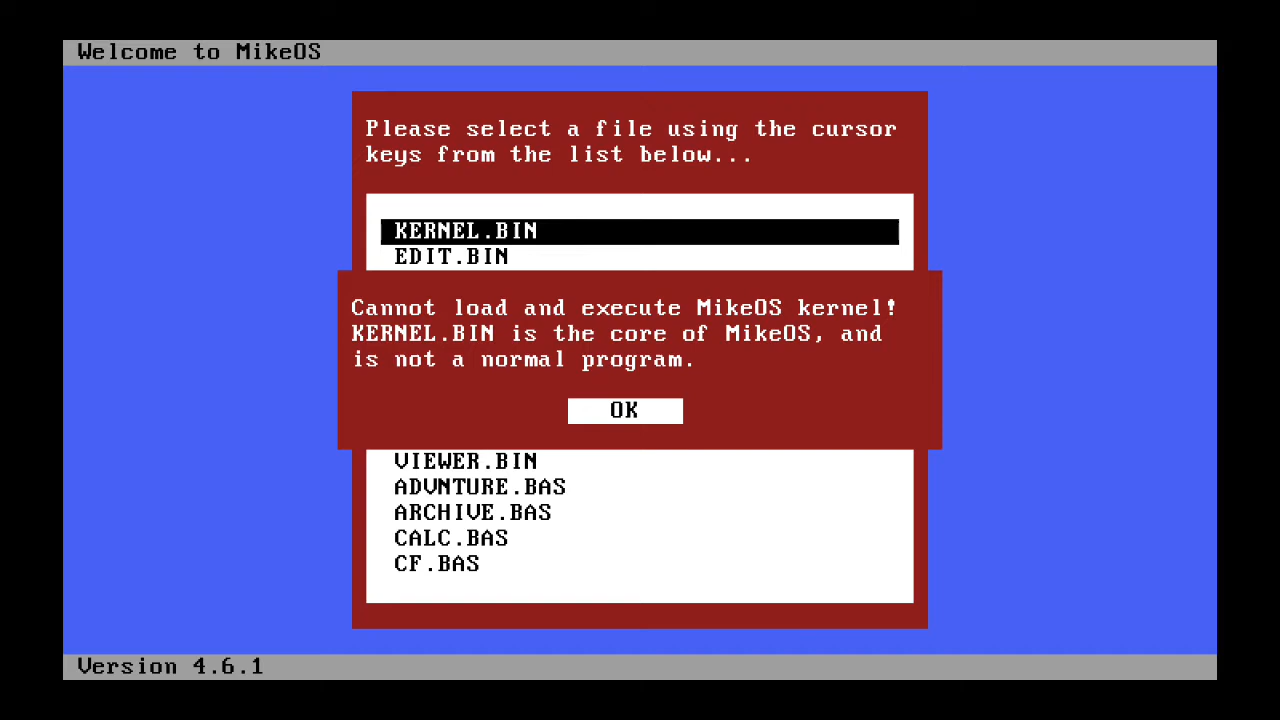 Welcome to MikeOS
Please select a file using the cursor
keys from the list below...
KERNEL.BIN
EDIT.BIN
Cannot load and execute MikeOS kernel!
KERNEL.BIN is the core of MikeOS, and
is not a normal program.
OK
VIEWER.BIN
ADVNTURE.BAS
ARCHIVE.BAS
CALC.BAS
CF.BAS
Version 4.6.1